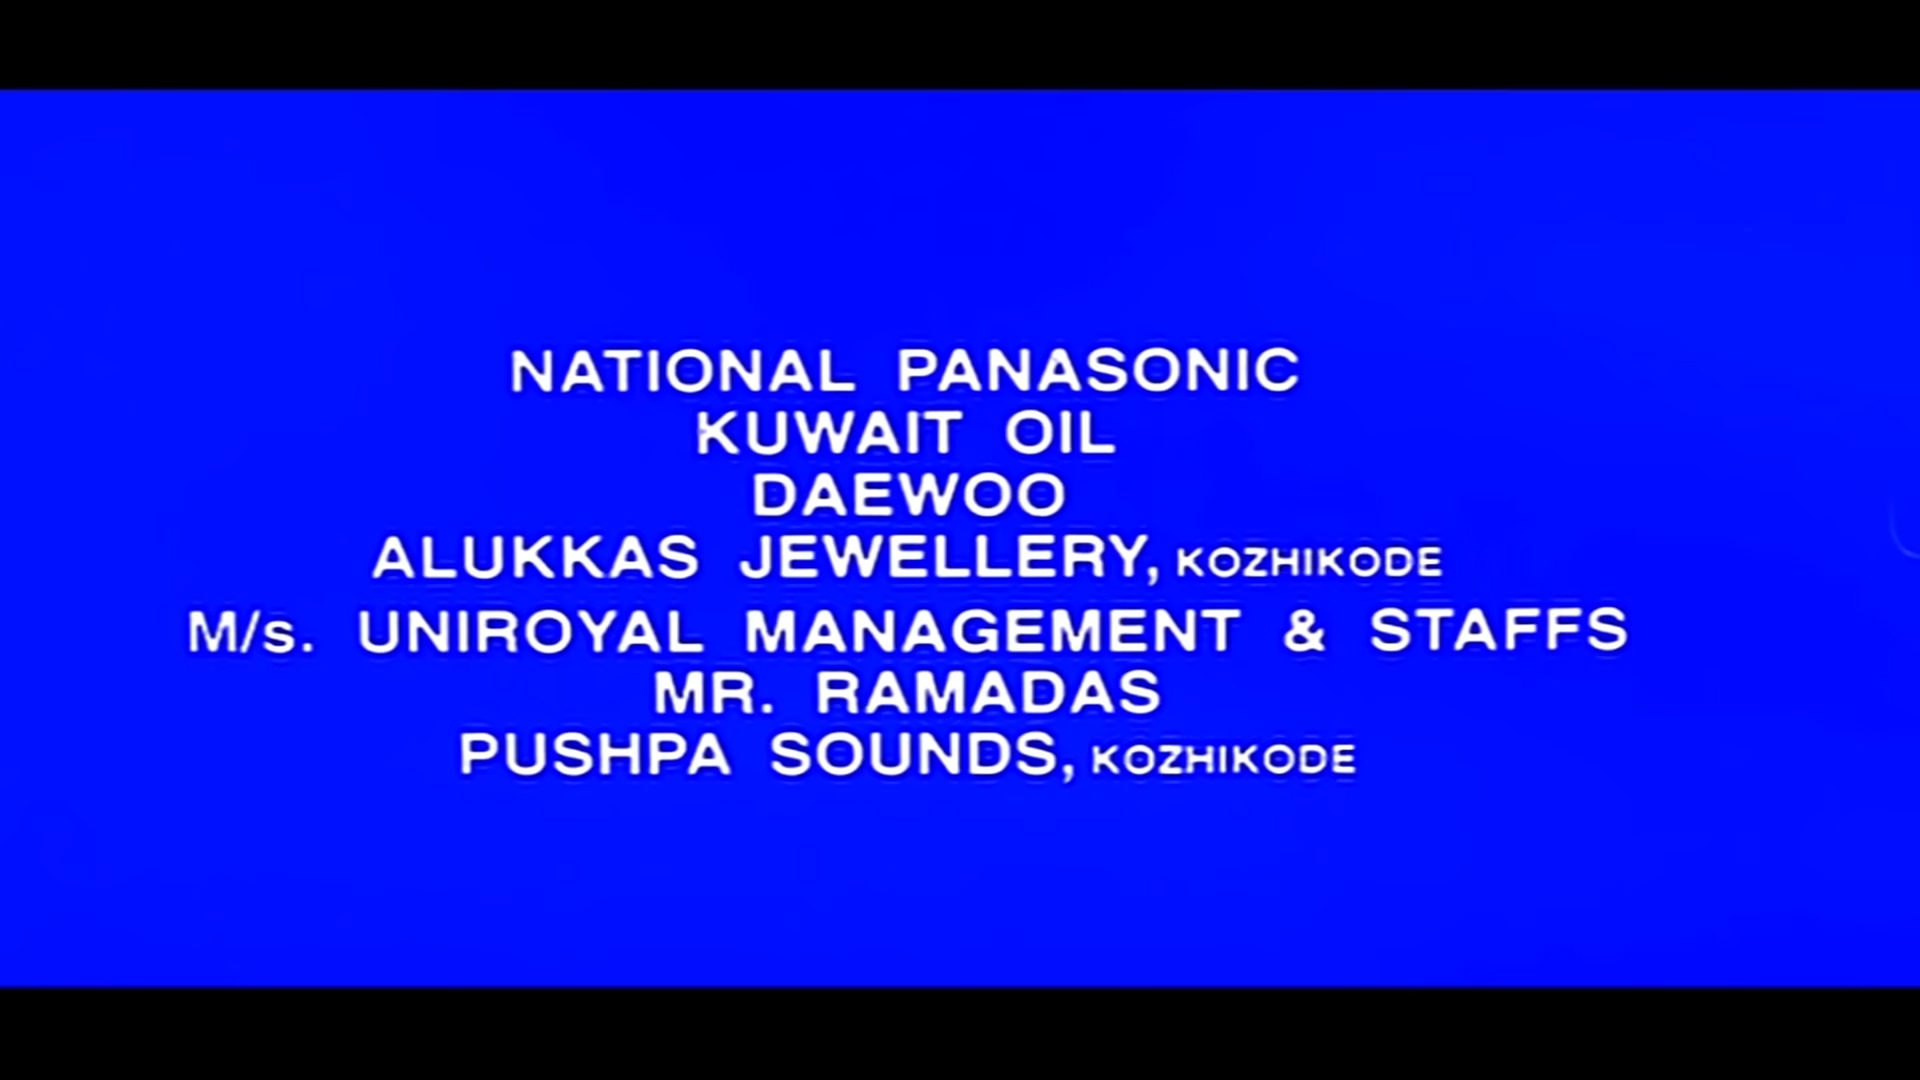 NATIONAL PANASONIC
KUWAIT OIL
DAEWOO
ALUKKAS JEWELLERY, KOZHIKODE
M/s. UNIROYAL MANAGEMENT & STAFFS
MR. RAMADAS
PUSHPA SOUNDS, KOZHIKODE